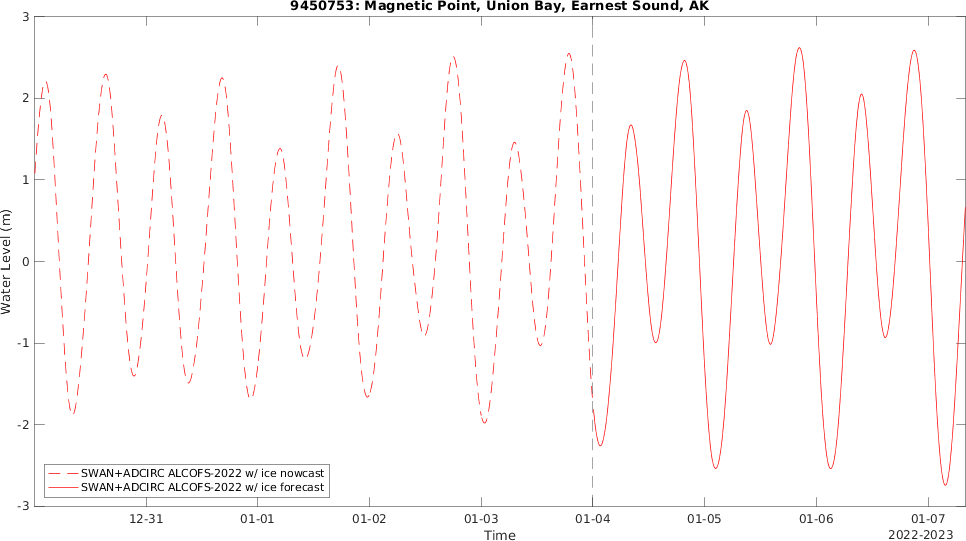 9450753: Magnetic Point, Union Bay, Earnest Sound, AK
3
2
1
0
-1
-2
-3
Water Level (m)
SWAN+ADCIRC ALCOFS-2022 w/ ice nowcast
SWAN+ADCIRC ALCOFS-2022 w/ ice forecast
12-31 01-01 01-02 01-03 01-04 01-05 01-06 01-07
Time
2022-2023